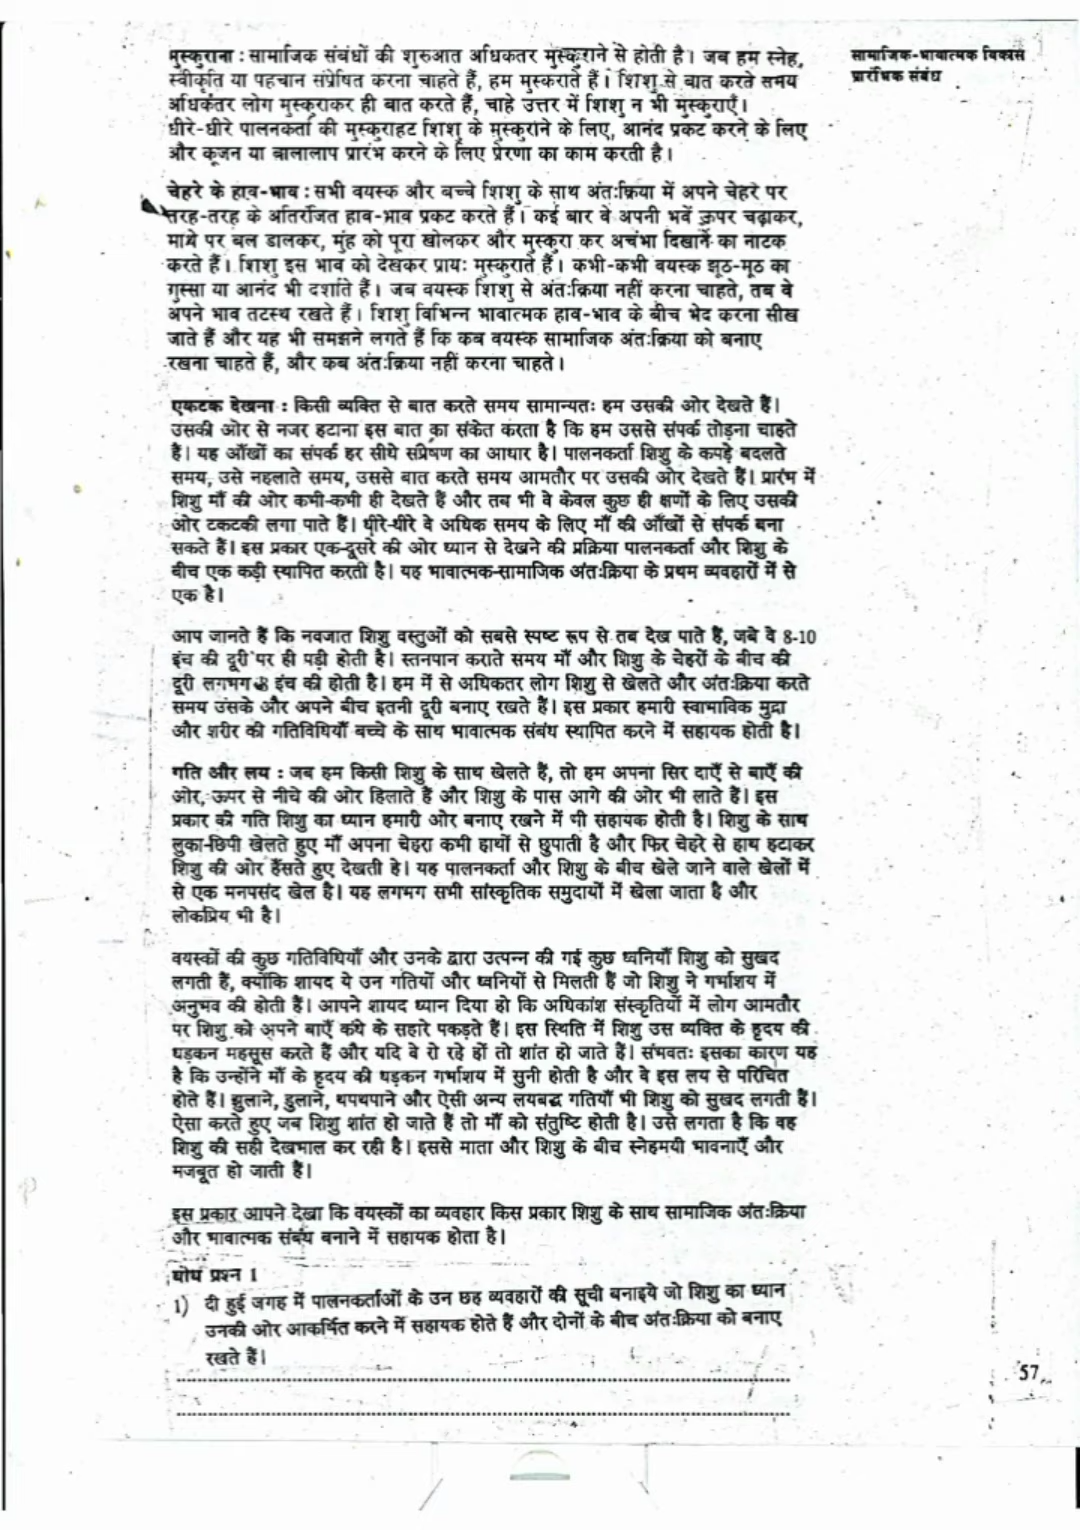 सामाजिक-भावात्मक विकास
प्रारंभिक संबंध
मुस्कुराना : सामाजिक संबंधों की शुरुआत अधिकतर मुस्कुराने से होती है। जब हम स्नेह,
स्वीकृति या पहचान संप्रेषित करना चाहते हैं, हम मुस्कराते हैं। शिशु से बात करते समय
अधिकतर लोग मुस्कुराकर ही बात करते हैं, चाहे उत्तर में शिशु न भी मुस्कुराएँ।
धीरे-धीरे पालनकर्ता की मुस्कुराहट शिशु के मुस्कुराने के लिए, आनंद प्रकट करने के लिए
और कूजन या बालालाप प्रारंभ करने के लिए प्रेरणा का काम करती है।
चेहरे के हाव-भाव : सभी वयस्क और बच्चे शिशु के साथ अंतःक्रिया में अपने चेहरे पर
तरह-तरह के अतिरंजित हाव-भाव प्रकट करते हैं। कई बार वे अपनी भवें ऊपर चढ़ाकर,
माथे पर बल डालकर, मुंह को पूरा खोलकर और मुस्कुरा कर अचंभा दिखाने का नाटक
करते हैं। शिशु इस भाव को देखकर प्रायः मुस्कुराते हैं। कभी-कभी वयस्क झूठ-मूठ का
गुस्सा या आनंद भी दर्शाते हैं। जब वयस्क शिशु से अंतःक्रिया नहीं करना चाहते, तब वे
अपने भाव तटस्थ रखते हैं। शिशु विभिन्न भावात्मक हाव-भाव के बीच भेद करना सीख
जाते हैं और यह भी समझने लगते हैं कि कब वयस्क सामाजिक अंतःक्रिया को बनाए
रखना चाहते हैं, और कब अंतःक्रिया नहीं करना चाहते।
एकटक देखना : किसी व्यक्ति से बात करते समय सामान्यतः हम उसकी ओर देखते हैं।
उसकी ओर से नजर हटाना इस बात का संकेत करता है कि हम उससे संपर्क तोड़ना चाहते
हैं। यह आँखों का संपर्क हर सीधे संप्रेषण का आधार है। पालनकर्ता शिशु के कपड़े बदलते
समय, उसे नहलाते समय, उससे बात करते समय आमतौर पर उसकी ओर देखते हैं। प्रारंभ में
शिशु माँ की ओर कभी-कभी ही देखते हैं और तब भी वे केवल कुछ ही क्षणों के लिए उसकी
ओर टकटकी लगा पाते हैं। धीरे-धीरे वे अधिक समय के लिए माँ की आँखों से संपर्क बना
सकते हैं। इस प्रकार एक-दूसरे की ओर ध्यान से देखने की प्रक्रिया पालनकर्ता और शिशु के
बीच एक कड़ी स्थापित करती है। यह भावात्मक-सामाजिक अंतःक्रिया के प्रथम व्यवहारों में से
एक है।
आप जानते हैं कि नवजात शिशु वस्तुओं को सबसे स्पष्ट रूप से तब देख पाते हैं, जबे वे 8-10
इंच की दूरी पर ही पड़ी होती है। स्तनपान कराते समय माँ और शिशु के चेहरों के बीच की
दूरी लगभग 8 इंच की होती है। हम में से अधिकतर लोग शिशु से खेलते और अंतःक्रिया करते
समय उसके और अपने बीच इतनी दूरी बनाए रखते हैं। इस प्रकार हमारी स्वाभाविक मुद्रा
और शरीर की गतिविधियाँ बच्चे के साथ भावात्मक संबंध स्थापित करने में सहायक होती है।
गति और लय : जब हम किसी शिशु के साथ खेलते हैं, तो हम अपना सिर दाएँ से बाएँ की
ओर, ऊपर से नीचे की ओर हिलाते हैं और शिशु के पास आगे की ओर भी लाते हैं। इस
प्रकार की गति शिशु का ध्यान हमारी ओर बनाए रखने में भी सहायक होती है। शिशु के साथ
लुका-छिपी खेलते हुए माँ अपना चेहरा कभी हाथों से छुपाती है और फिर चेहरे से हाथ हटाकर
शिशु की ओर हँसते हुए देखती हे। यह पालनकर्ता और शिशु के बीच खेले जाने वाले खेलों में
से एक मनपसंद खेल है। यह लगभग सभी सांस्कृतिक समुदायों में खेला जाता है और
लोकप्रिय भी है।
वयस्कों की कुछ गतिविधियाँ और उनके द्वारा उत्पन्न की गई कुछ ध्वनियाँ शिशु को सुखद
लगती हैं, क्योंकि शायद ये उन गतियों और ध्वनियों से मिलती हैं जो शिशु ने गर्भाशय में
अनुभव की होती हैं। आपने शायद ध्यान दिया हो कि अधिकांश संस्कृतियों में लोग आमतौर
पर शिशु को अपने बाएँ कंधे के सहारे पकड़ते हैं। इस स्थिति में शिशु उस व्यक्ति के हृदय की
धड़कन महसूस करते हैं और यदि वे रो रहे हों तो शांत हो जाते हैं। संभवतः इसका कारण यह
है कि उन्होंने माँ के हृदय की धड़कन गर्भाशय में सुनी होती है और वे इस लय से परिचित
होते हैं। झुलाने, डुलाने, थपथपाने और ऐसी अन्य लयबद्ध गतियाँ भी शिशु को सुखद लगती हैं।
ऐसा करते हुए जब शिशु शांत हो जाते हैं तो माँ को संतुष्टि होती है। उसे लगता है कि वह
शिशु की सही देखभाल कर रही है। इससे माता और शिशु के बीच स्नेहमयी भावनाएँ और
मजबूत हो जाती हैं।
इस प्रकार आपने देखा कि वयस्कों का व्यवहार किस प्रकार शिशु के साथ सामाजिक अंतःक्रिया
और भावात्मक संबंध बनाने में सहायक होता है।
बोध प्रश्न 1
1) दी हुई जगह में पालनकर्ताओं के उन छह व्यवहारों की सूची बनाइये जो शिशु का ध्यान
उनकी ओर आकर्षित करने में सहायक होते हैं और दोनों के बीच अंतःक्रिया को बनाए
रखते हैं।
57